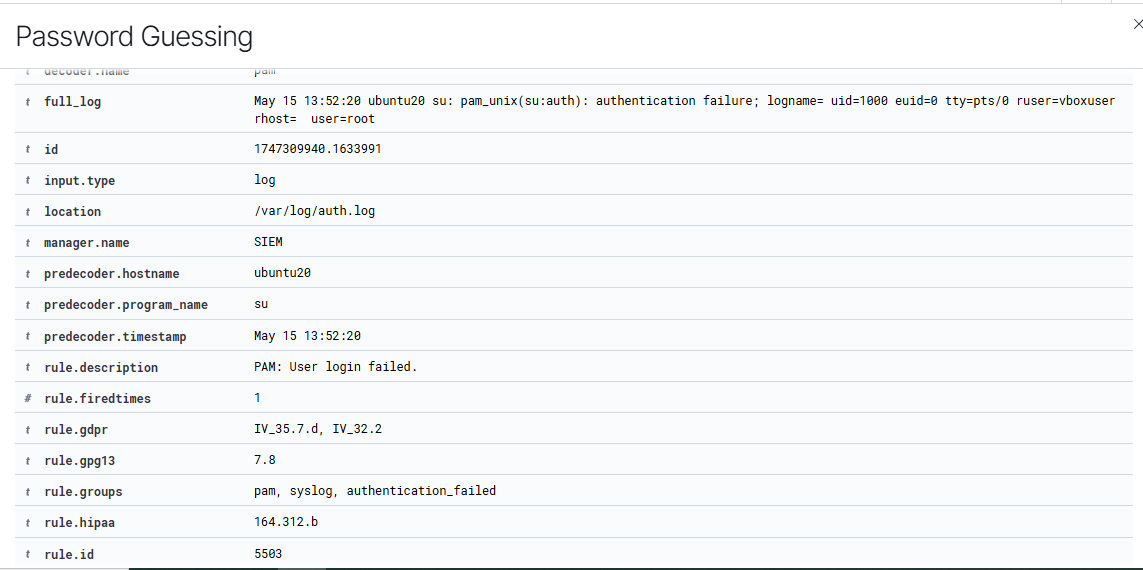 Password Guessing
t decoder.name pam
t full_log May 15 13:52:20 ubuntu20 su: pam_unix(su:auth): authentication failure; logname= uid=1000 euid=0 tty=pts/0 ruser=vboxuser
rhost=  user=root
t id 1747309940.1633991
t input.type log
t location /var/log/auth.log
t manager.name SIEM
t predecoder.hostname ubuntu20
t predecoder.program_name su
t predecoder.timestamp May 15 13:52:20
t rule.description PAM: User login failed.
# rule.firedtimes 1
t rule.gdpr IV_35.7.d, IV_32.2
t rule.gpg13 7.8
t rule.groups pam, syslog, authentication_failed
t rule.hipaa 164.312.b
t rule.id 5503